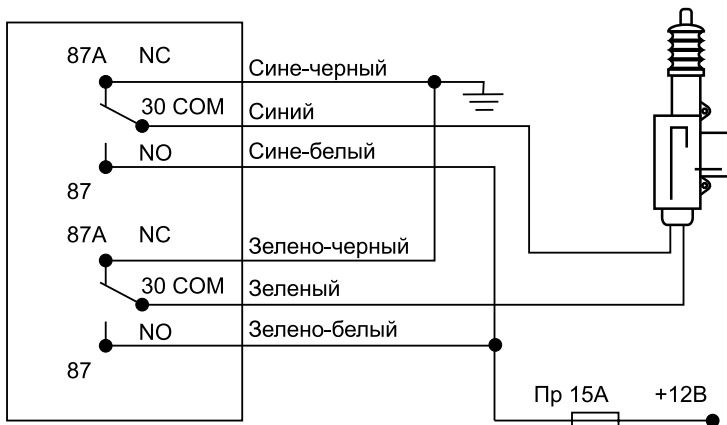 87A NC
Сине-черный
30 COM
Синий
NO
Сине-белый
87
87A NC
Зелено-черный
30 COM
Зеленый
NO
Зелено-белый
87
Пр 15А +12В